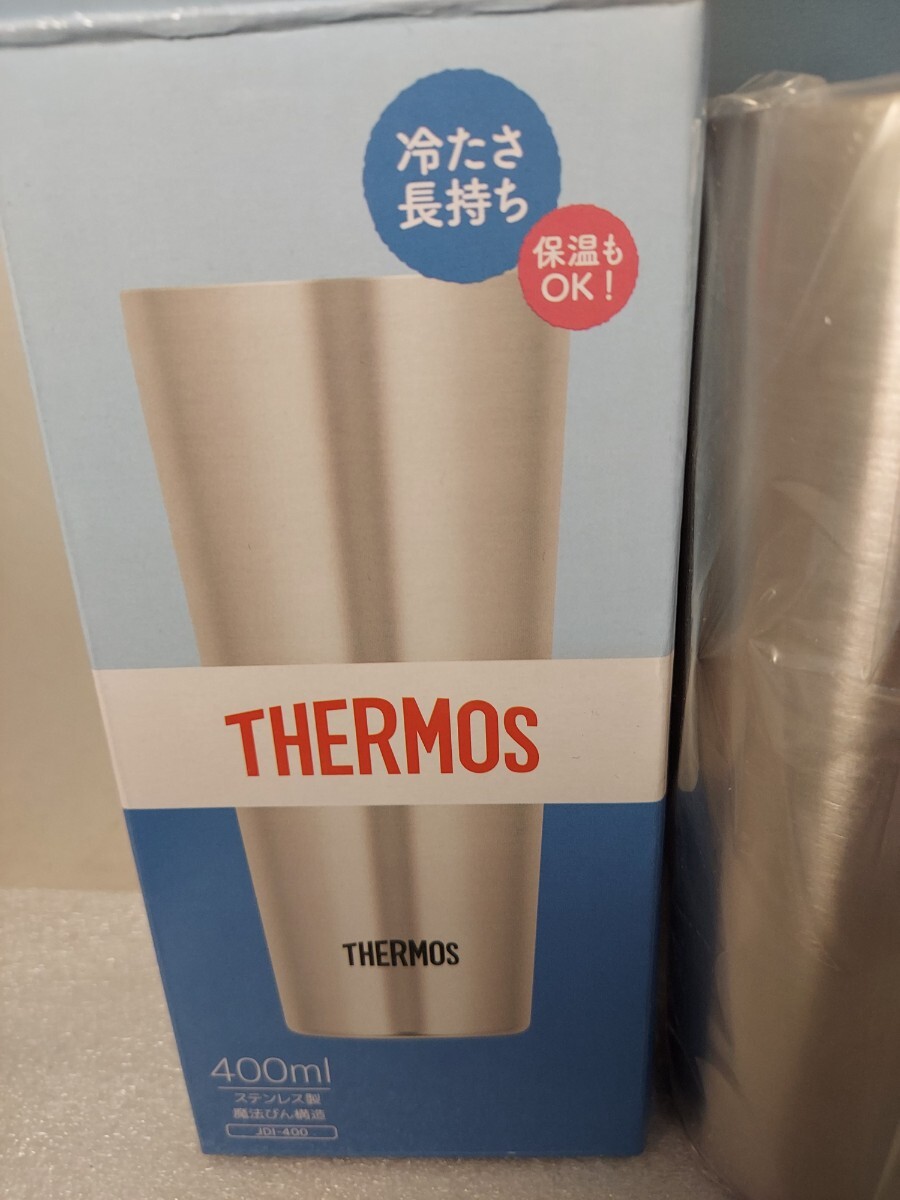 冷たさ
長持ち
保温も
OK!
THERMOS
THERMOS
400ml
ステンレス製
魔法びん構造
JDI-400